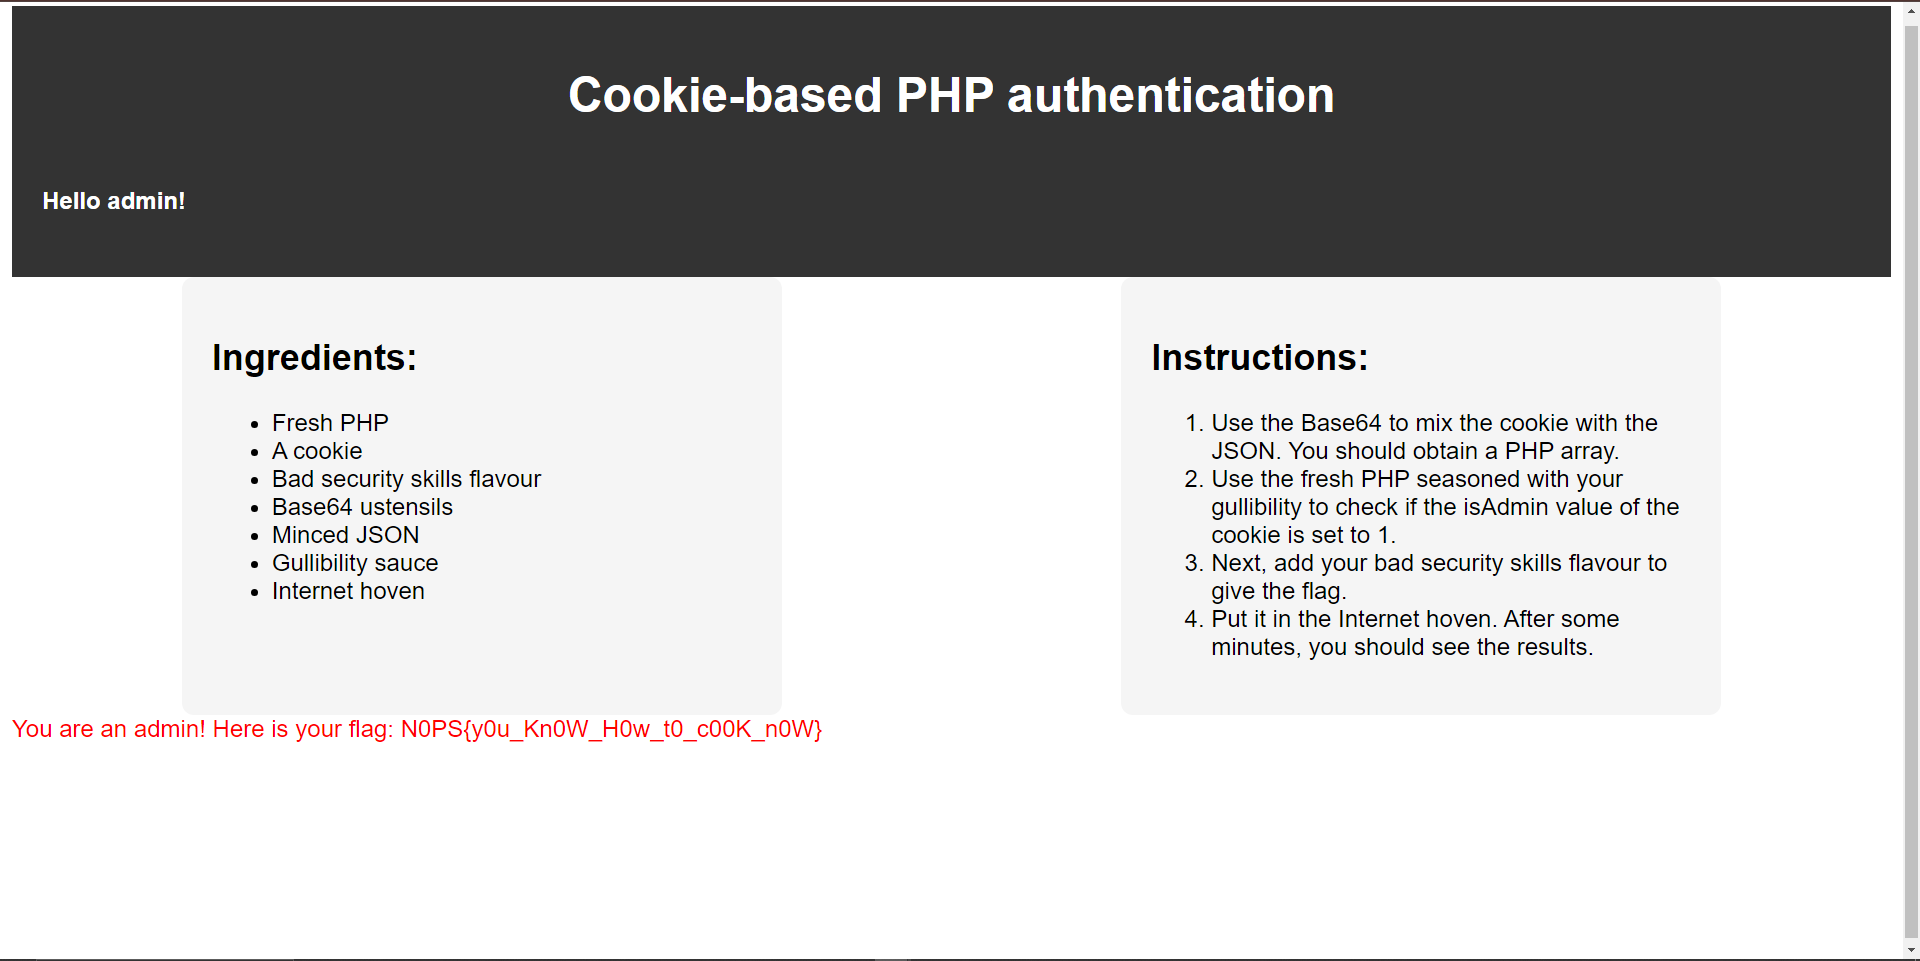 Cookie-based PHP authentication
Hello admin!
Ingredients:
• Fresh PHP
• A cookie
• Bad security skills flavour
• Base64 ustensils
• Minced JSON
• Gullibility sauce
• Internet hoven
Instructions:
1. Use the Base64 to mix the cookie with the
JSON. You should obtain a PHP array.
2. Use the fresh PHP seasoned with your
gullibility to check if the isAdmin value of the
cookie is set to 1.
3. Next, add your bad security skills flavour to
give the flag.
4. Put it in the Internet hoven. After some
minutes, you should see the results.
You are an admin! Here is your flag: N0PS{y0u_Kn0W_H0w_t0_c00K_n0W}